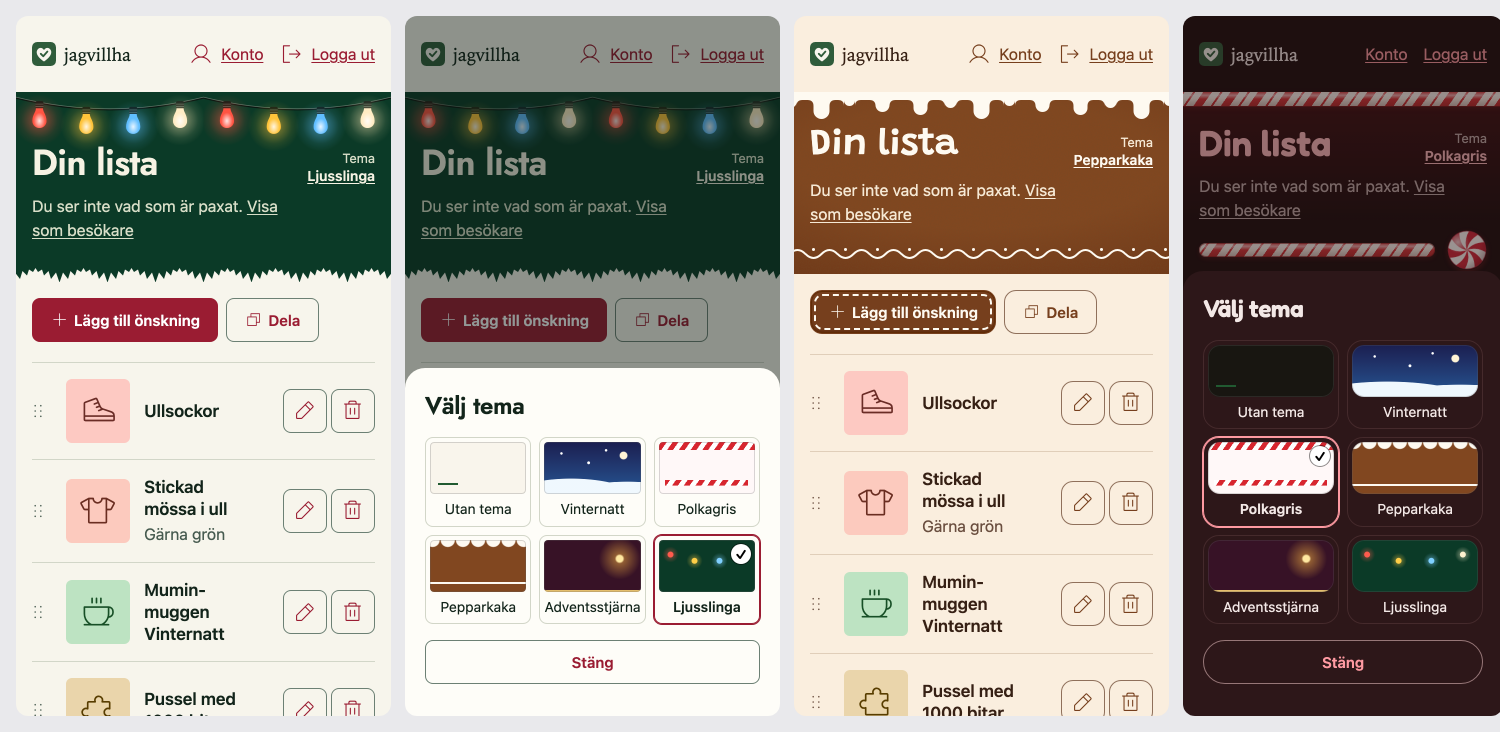 jagvillha
Konto
Logga ut
Din lista
Tema
Ljusslinga
Du ser inte vad som är paxat. Visa
som besökare
Lägg till önskning
Dela
Ullsockor
Stickad
mössa i ull
Gärna grön
Mumin-
muggen
Vinternatt
Pussel med
1000 bitar
jagvillha
Konto
Logga ut
Din lista
Tema
Ljusslinga
Du ser inte vad som är paxat. Visa
som besökare
Lägg till önskning
Dela
Välj tema
Utan tema
Vinternatt
Polkagris
Pepparkaka
Adventsstjärna
Ljusslinga
Stäng
jagvillha
Konto
Logga ut
Din lista
Tema
Pepparkaka
Du ser inte vad som är paxat. Visa
som besökare
Lägg till önskning
Dela
Ullsockor
Stickad
mössa i ull
Gärna grön
Mumin-
muggen
Vinternatt
Pussel med
1000 bitar
jagvillha
Konto
Logga ut
Din lista
Tema
Polkagris
Du ser inte vad som är paxat. Visa
som besökare
Välj tema
Utan tema
Vinternatt
Polkagris
Pepparkaka
Adventsstjärna
Ljusslinga
Stäng